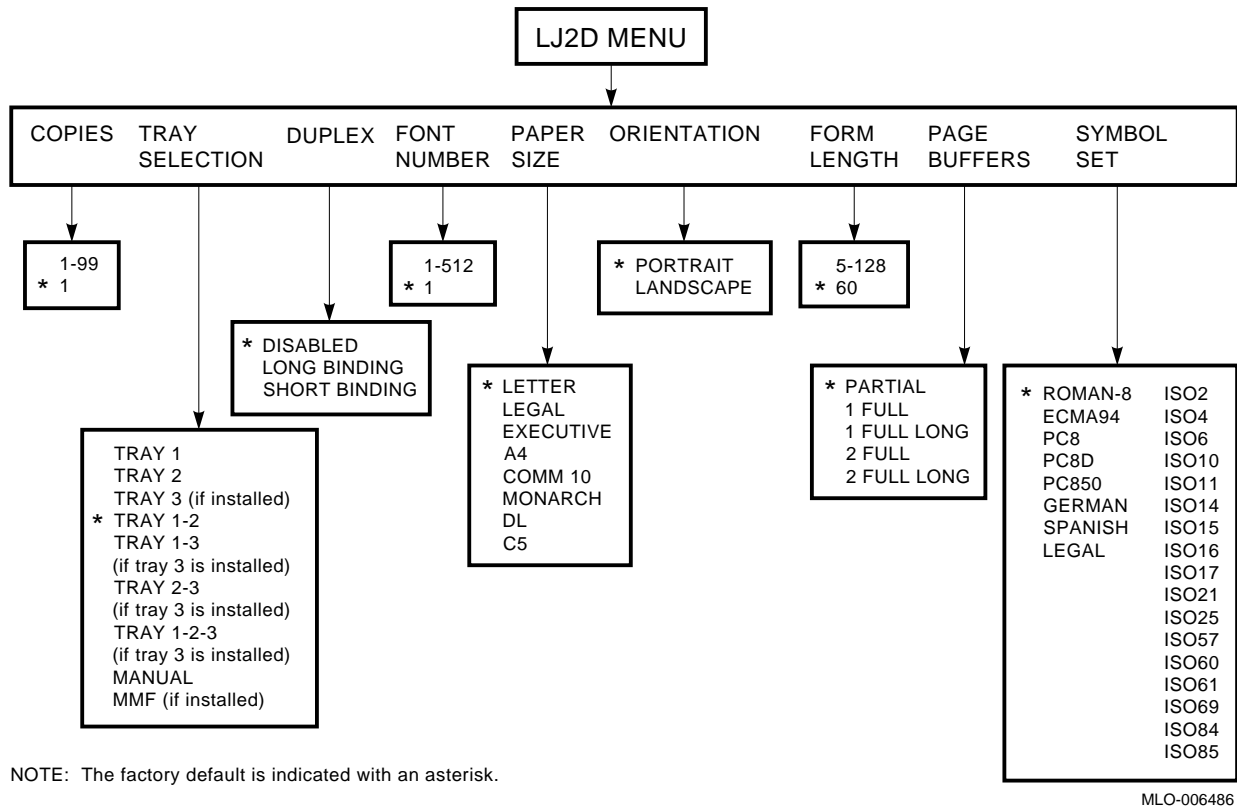 LJ2D MENU
COPIES
TRAY
SELECTION
DUPLEX
FONT
NUMBER
PAPER
SIZE
ORIENTATION
FORM
LENGTH
PAGE
BUFFERS
SYMBOL
SET
1-99
* 1
TRAY 1
TRAY 2
TRAY 3 (if installed)
* TRAY 1-2
TRAY 1-3
(if tray 3 is installed)
TRAY 2-3
(if tray 3 is installed)
TRAY 1-2-3
(if tray 3 is installed)
MANUAL
MMF (if installed)
* DISABLED
LONG BINDING
SHORT BINDING
1-512
* 1
* LETTER
LEGAL
EXECUTIVE
A4
COMM 10
MONARCH
DL
C5
* PORTRAIT
LANDSCAPE
5-128
* 60
* PARTIAL
1 FULL
1 FULL LONG
2 FULL
2 FULL LONG
* ROMAN-8
ECMA94
PC8
PC8D
PC850
GERMAN
SPANISH
LEGAL
ISO2
ISO4
ISO6
ISO10
ISO11
ISO14
ISO15
ISO16
ISO17
ISO21
ISO25
ISO57
ISO60
ISO61
ISO69
ISO84
ISO85
NOTE: The factory default is indicated with an asterisk.
MLO-006486